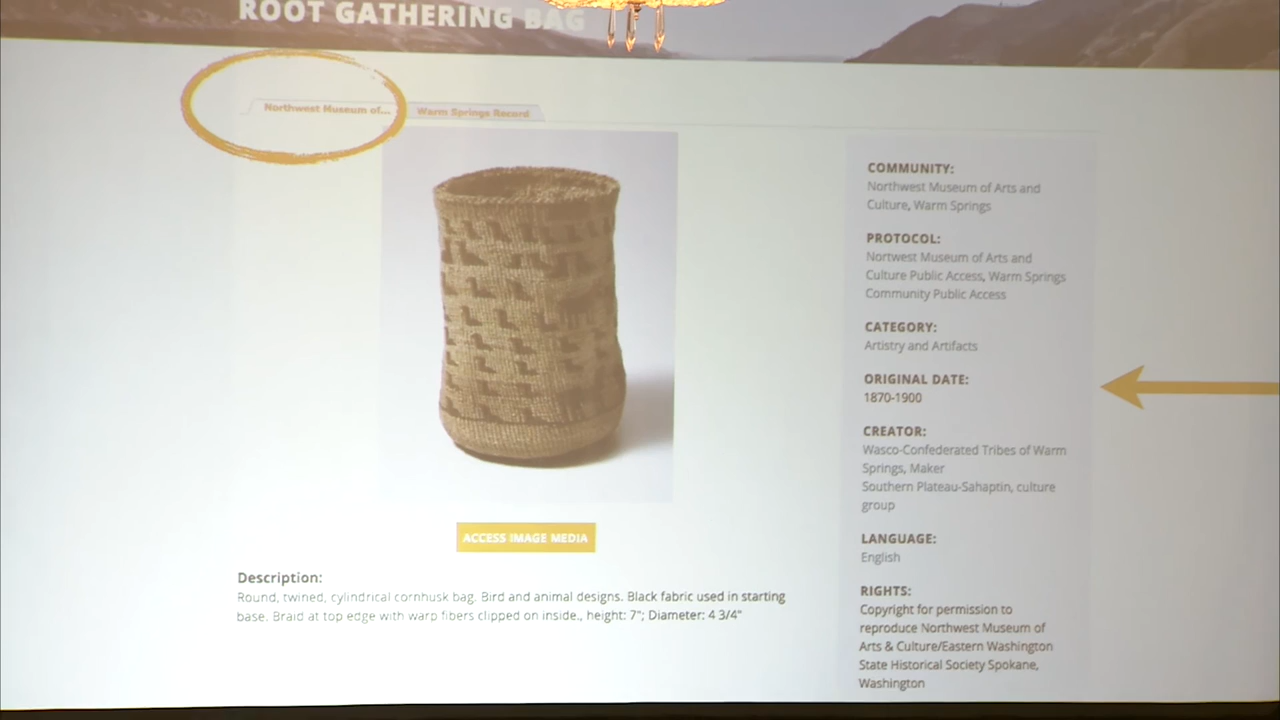 ROOT GATHERING BAG
Northwest Museum of...
Warm Springs Record
COMMUNITY:
Northwest Museum of Arts and
Culture, Warm Springs
PROTOCOL:
Nortwest Museum of Arts and
Culture Public Access, Warm Springs
Community Public Access
CATEGORY:
Artistry and Artifacts
ORIGINAL DATE:
1870-1900
CREATOR:
Wasco-Confederated Tribes of Warm
Springs, Maker
Southern Plateau-Sahaptin, culture
group
LANGUAGE:
English
RIGHTS:
Copyright for permission to
reproduce Northwest Museum of
Arts & Culture/Eastern Washington
State Historical Society Spokane,
Washington
ACCESS IMAGE MEDIA
Description:
Round, twined, cylindrical cornhusk bag. Bird and animal designs. Black fabric used in starting
base. Braid at top edge with warp fibers clipped on inside., height: 7"; Diameter: 4 3/4"